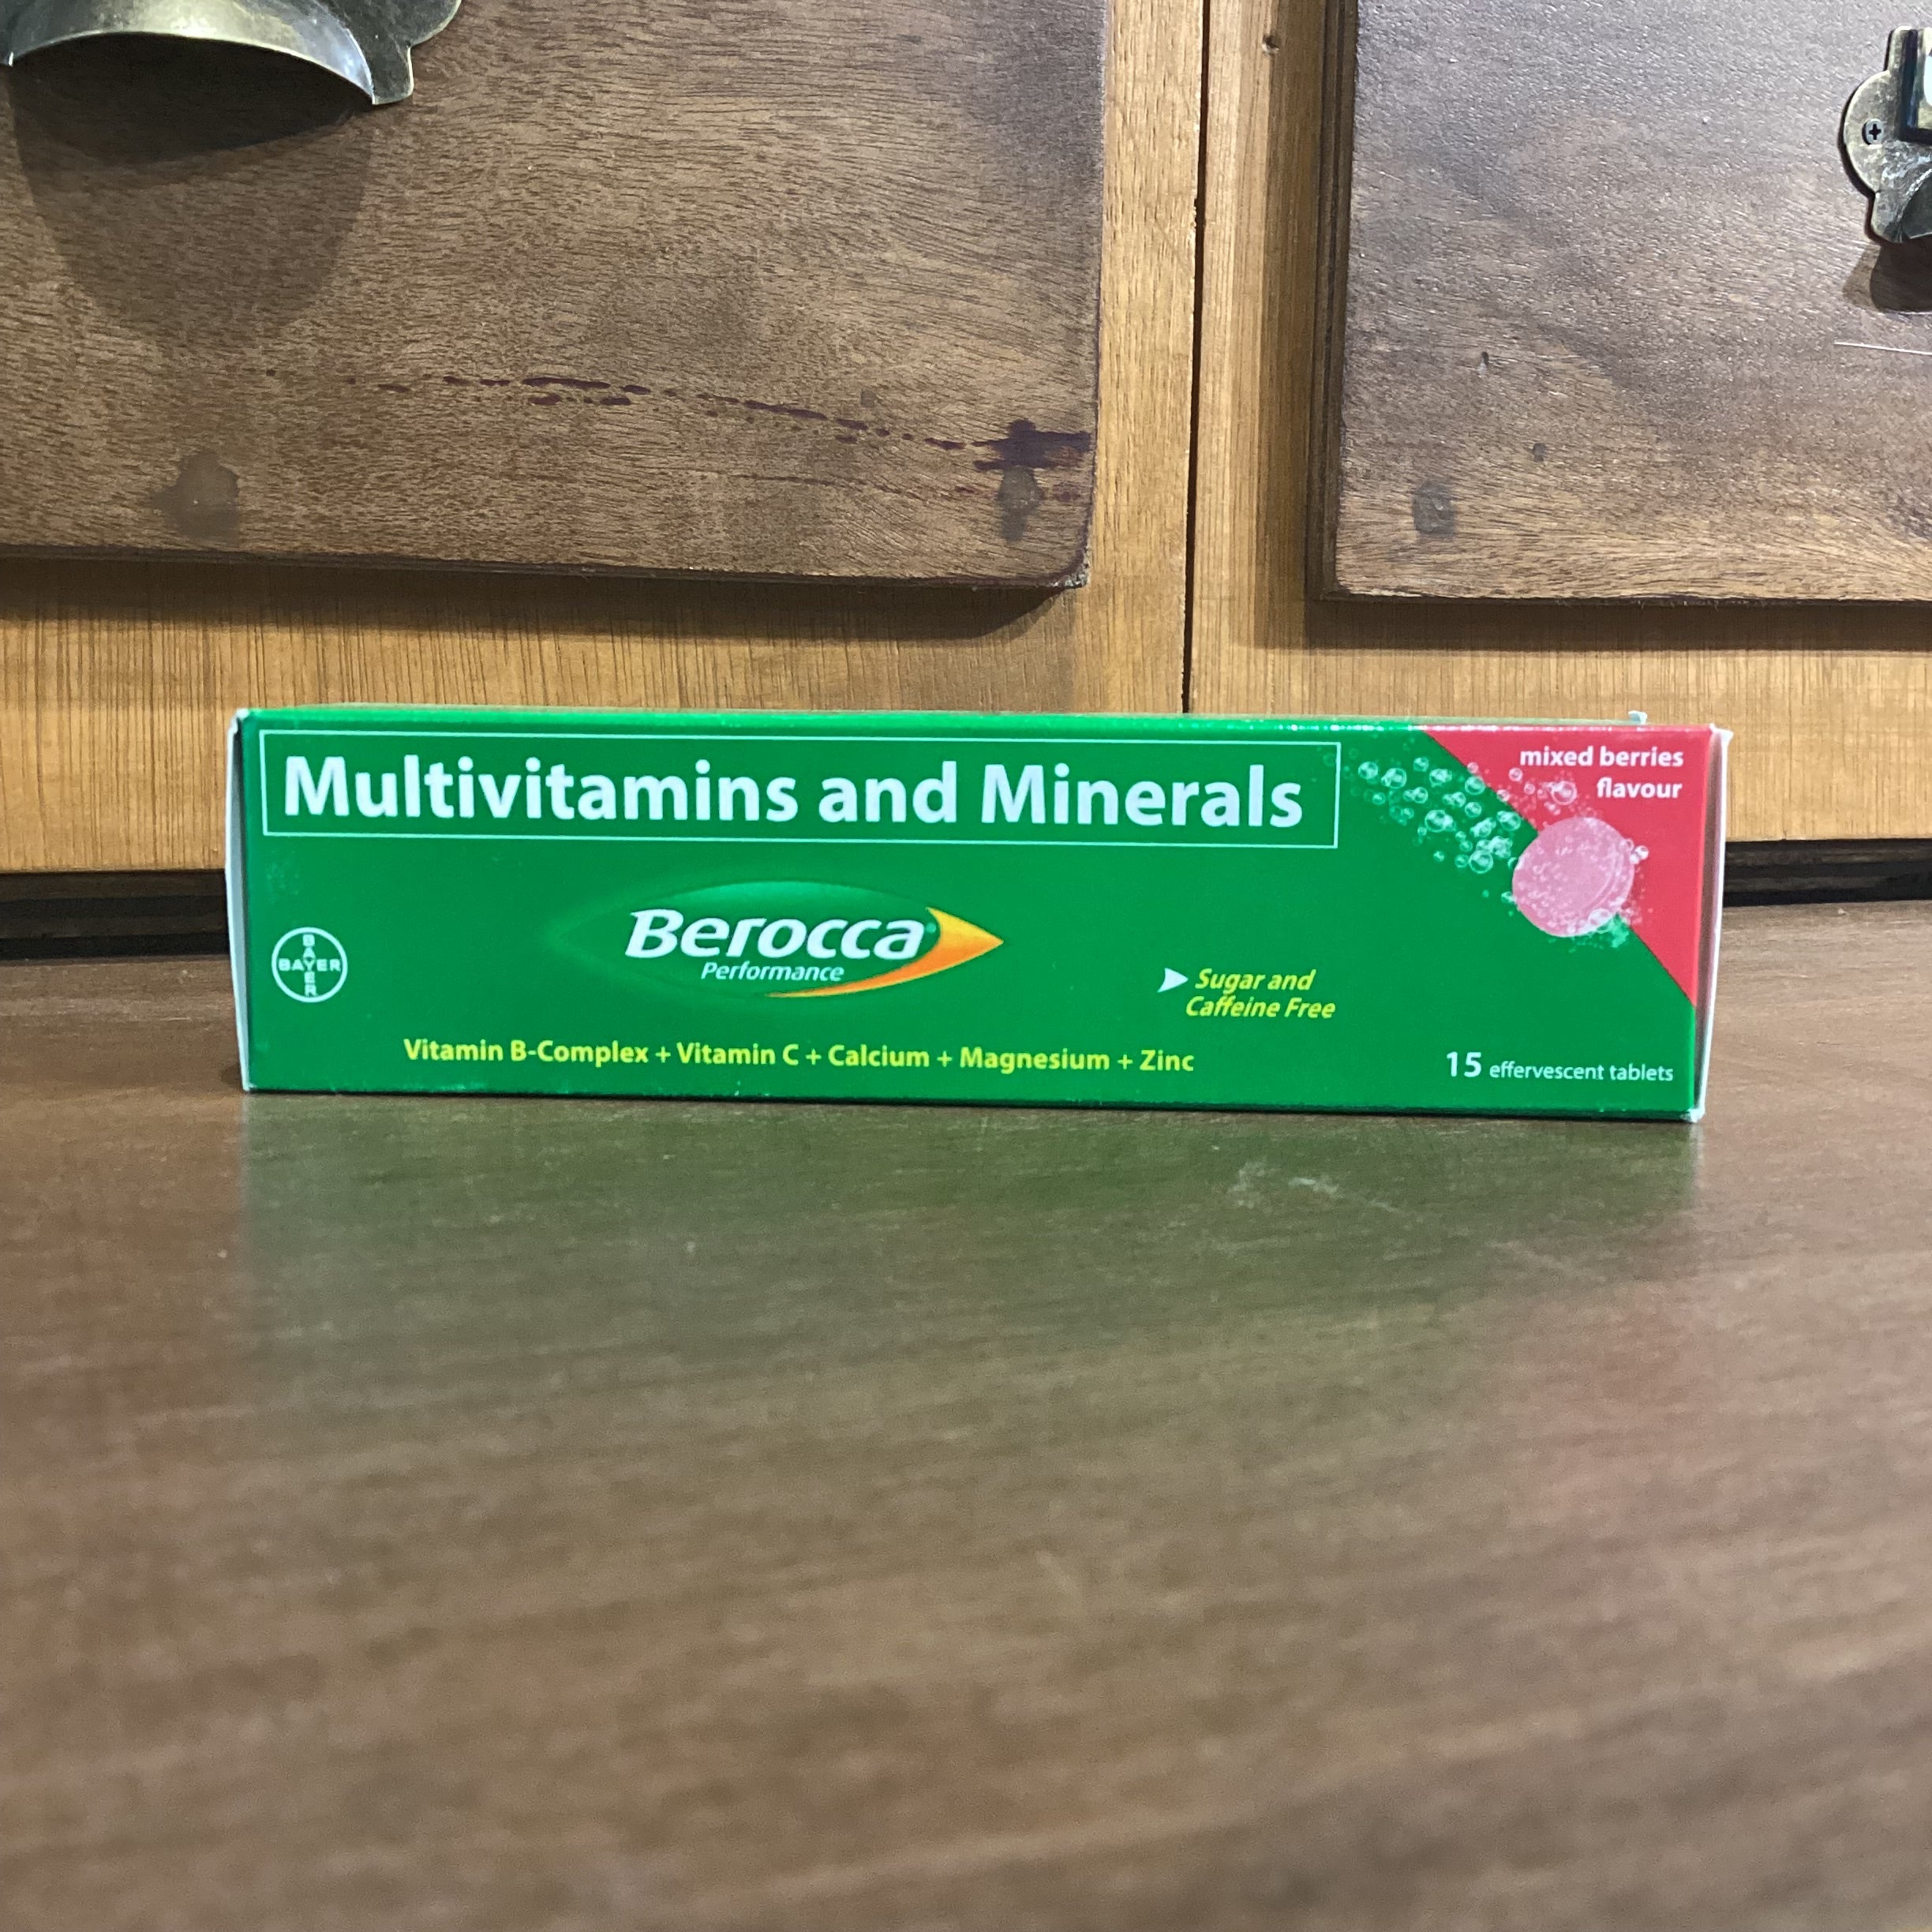 Multivitamins and Minerals
mixed berries
flavour
Berocca
Performance
BAYER
BAYER
Sugar and
Caffeine Free
Vitamin B-Complex + Vitamin C + Calcium + Magnesium + Zinc
15 effervescent tablets